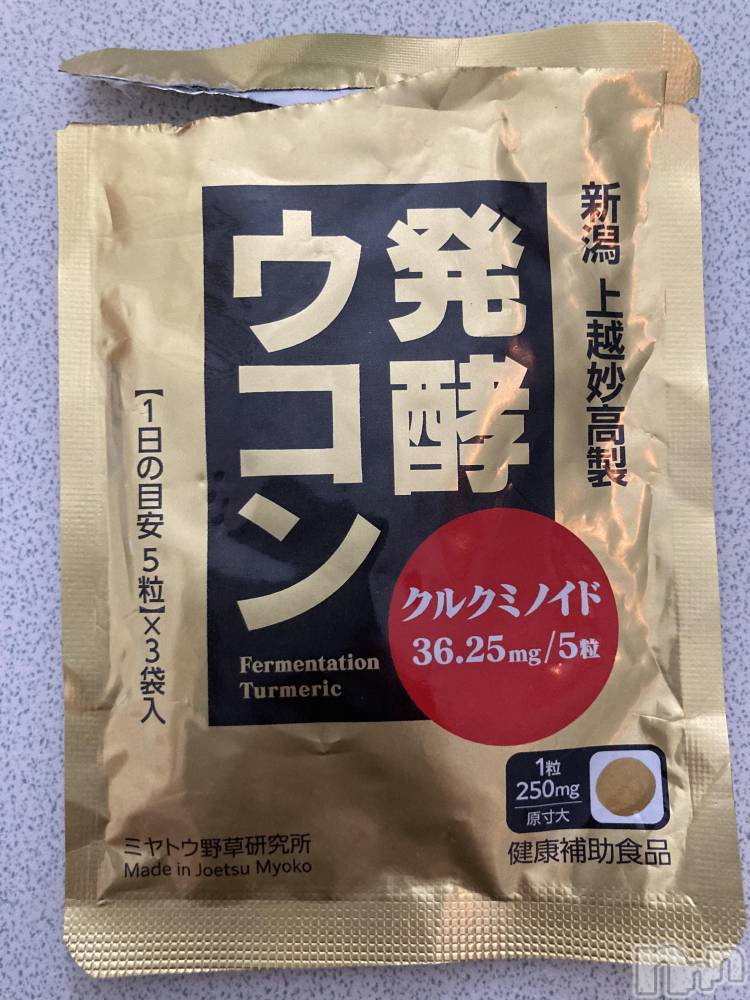 新潟 上越妙高製
発酵
ウコン
Fermentation
Turmeric
【1日の目安 5粒】×3袋入
クルクミノイド
36.25mg/5粒
1粒
250mg
原寸大
健康補助食品
ミヤトウ野草研究所
Made in Joetsu Myoko